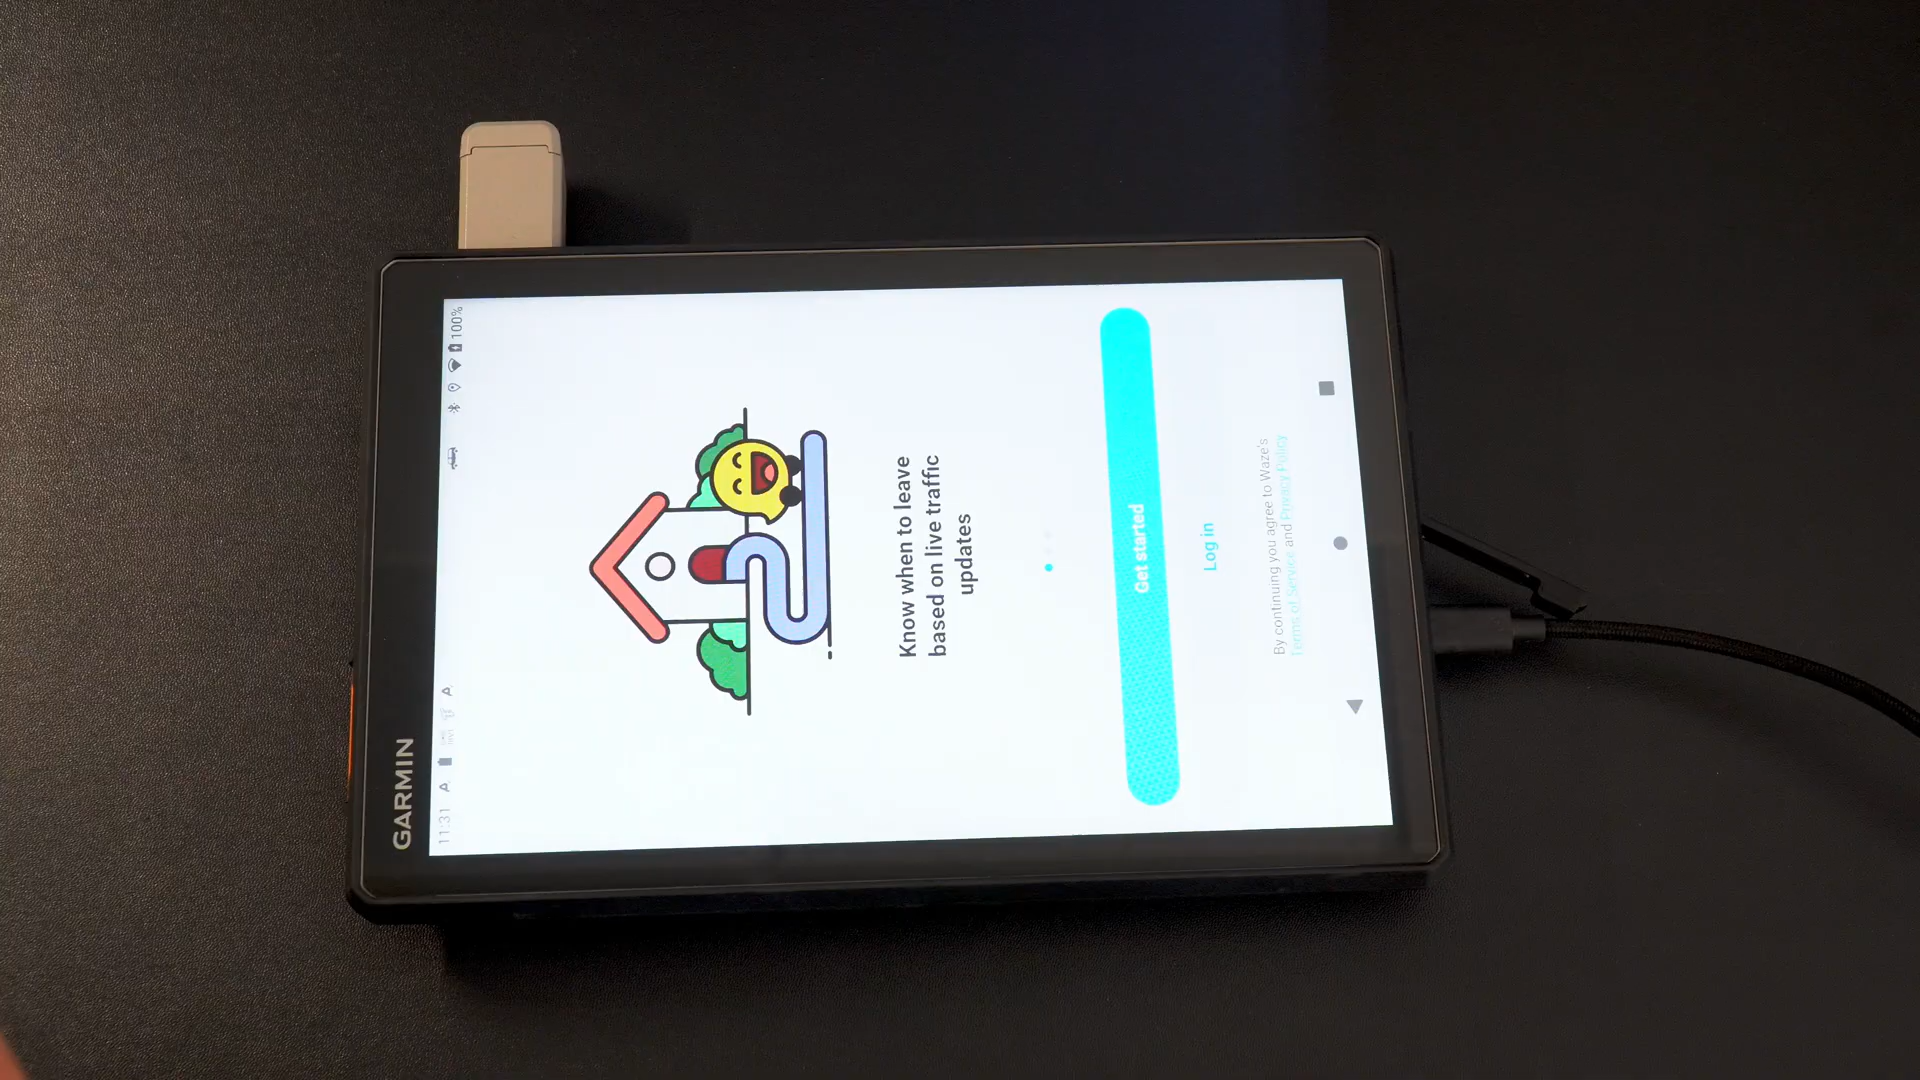 GARMIN
11:31
100%
Know when to leave
based on live traffic
updates
Get started
Log in
By continuing you agree to Waze's
Terms of Service and Privacy Policy